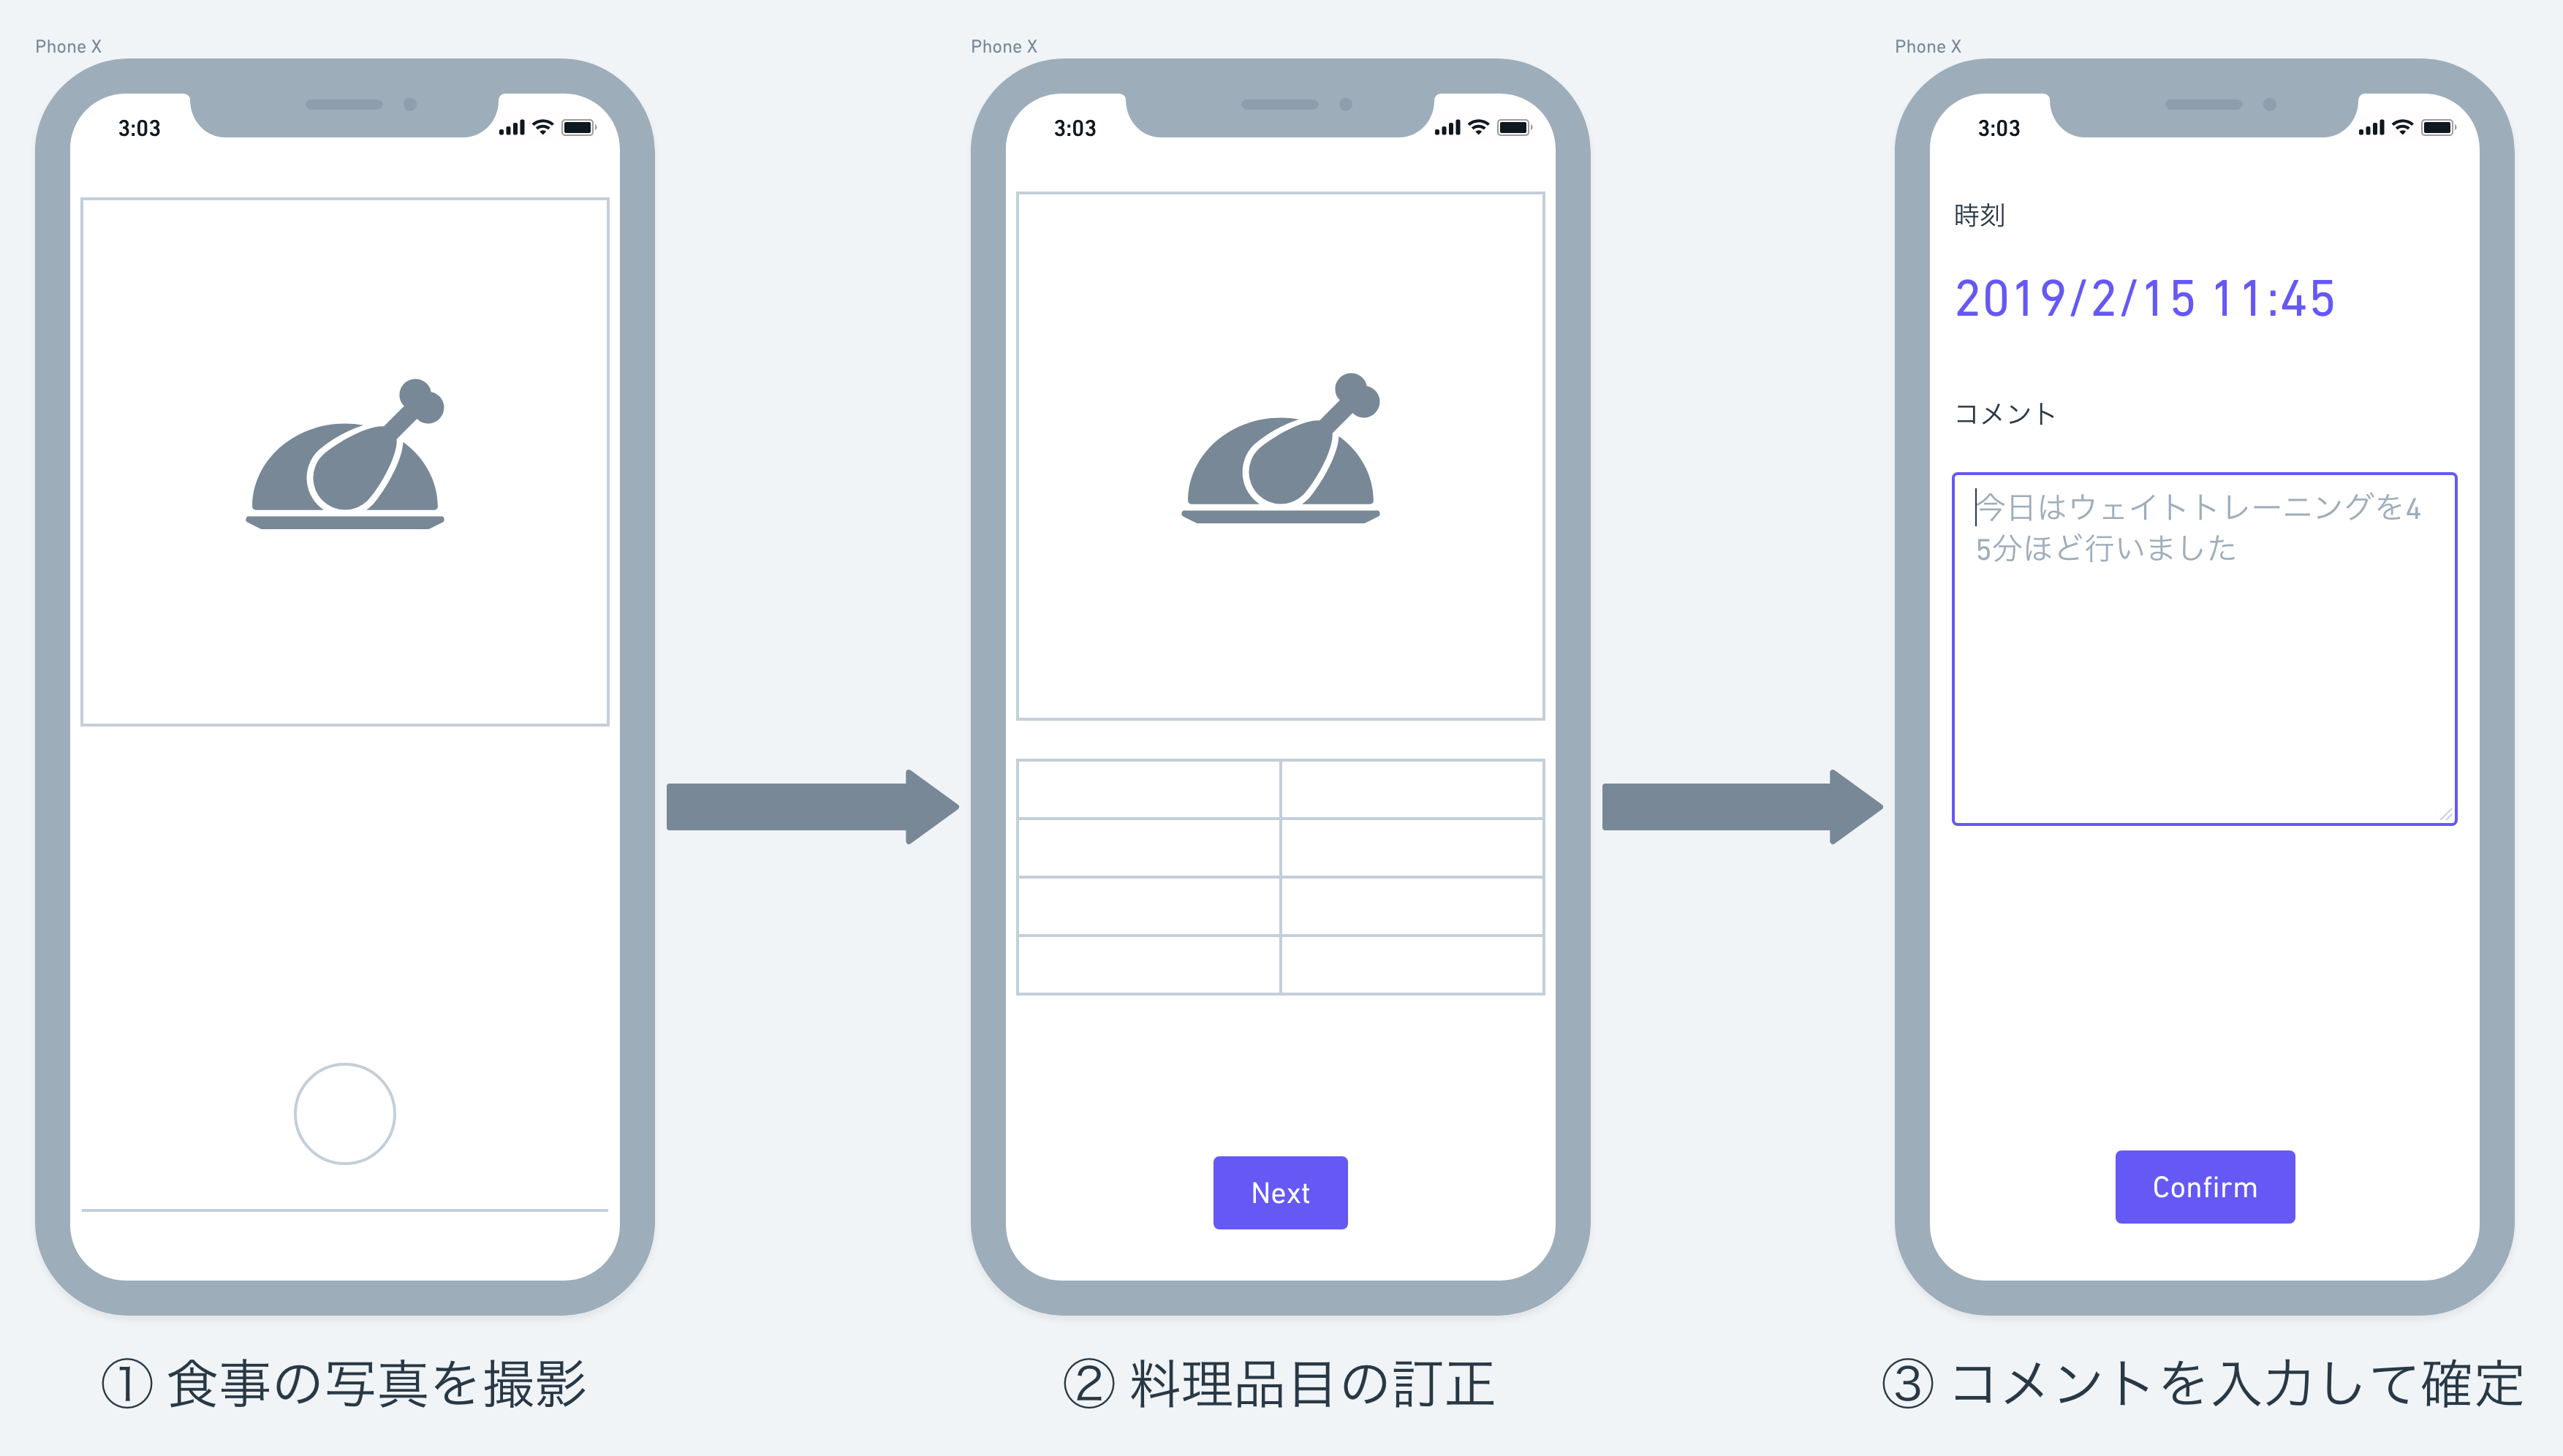 Phone X
3:03
① 食事の写真を撮影
Phone X
3:03
Next
② 料理品目の訂正
Phone X
3:03
時刻
2019/2/15 11:45
コメント
今日はウェイトトレーニングを4
5分ほど行いました
Confirm
③ コメントを入力して確定